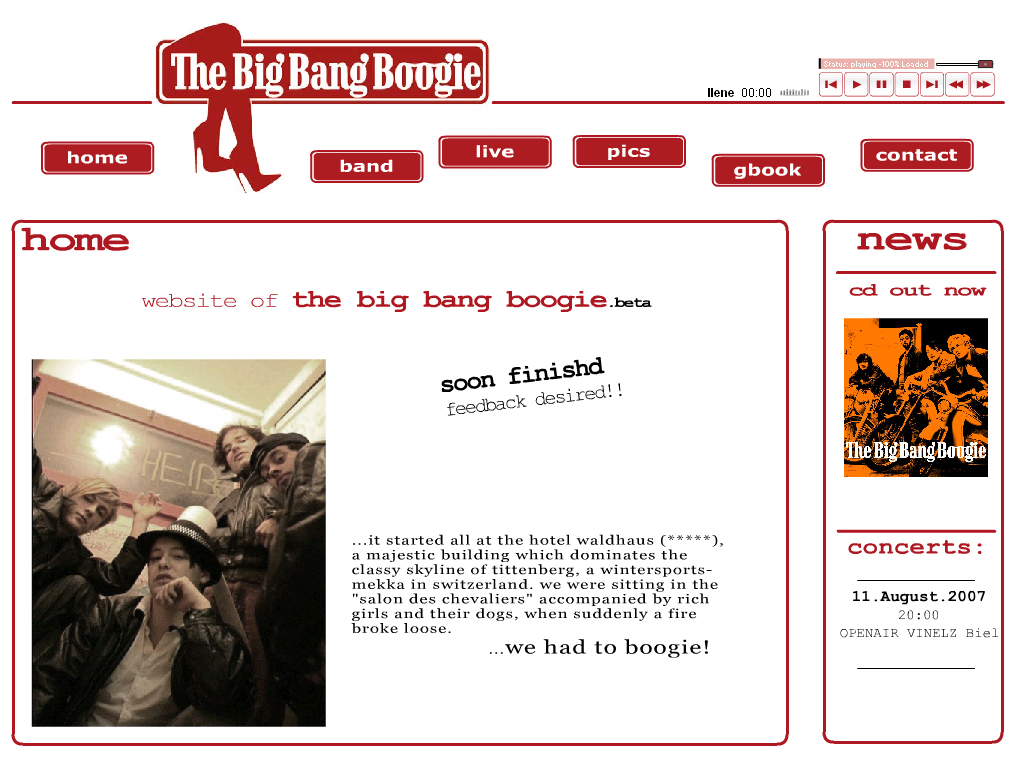 The Big Bang Boogie
Status: playing -100% Loaded
Ilene 00:00
home
band
live
pics
gbook
contact
home
website of the big bang boogie.beta
soon finishd
feedback desired!!
HEIR
...it started all at the hotel waldhaus (*****),
a majestic building which dominates the
classy skyline of tittenberg, a wintersports-
mekka in switzerland. we were sitting in the
"salon des chevaliers" accompanied by rich
girls and their dogs, when suddenly a fire
broke loose.
...we had to boogie!
news
cd out now
The Big Bang Boogie
concerts:
11.August.2007
20:00
OPENAIR VINELZ Biel